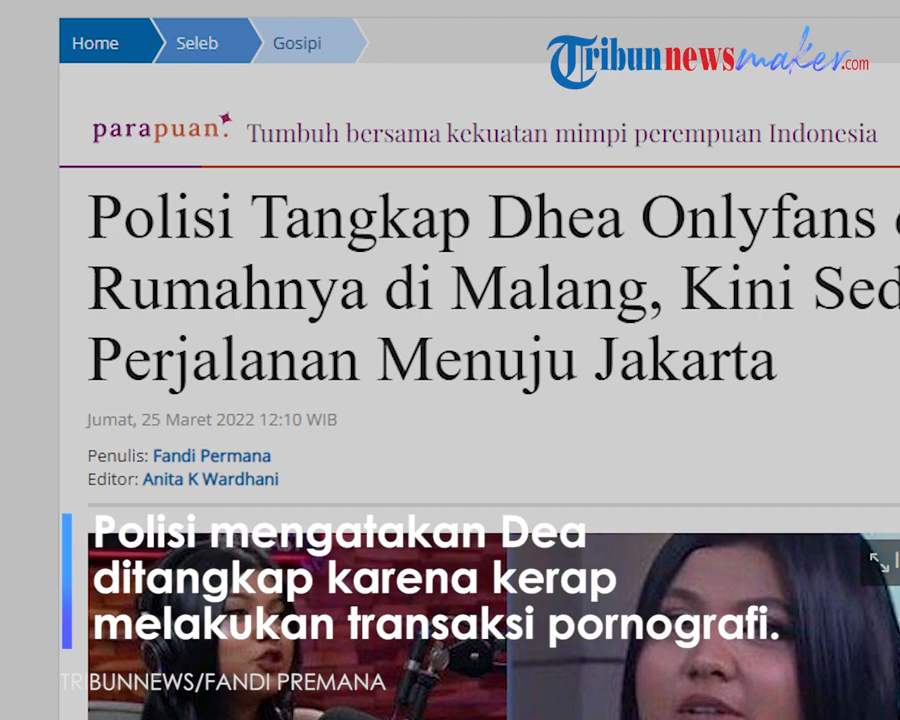 Home Seleb Gosipi
Tribunnewsmaker.com
parapuan. Tumbuh bersama kekuatan mimpi perempuan Indonesia
Polisi Tangkap Dhea Onlyfans
Rumahnya di Malang, Kini
Perjalanan Menuju Jakarta
Jumat, 25 Maret 2022 12:10 WIB
Penulis: Fandi Permana
Editor: Anita K Wardhani
Polisi mengatakan Dea
ditangkap karena kerap
melakukan transaksi pornografi.
TRIBUNNEWS/FANDI PREMANA